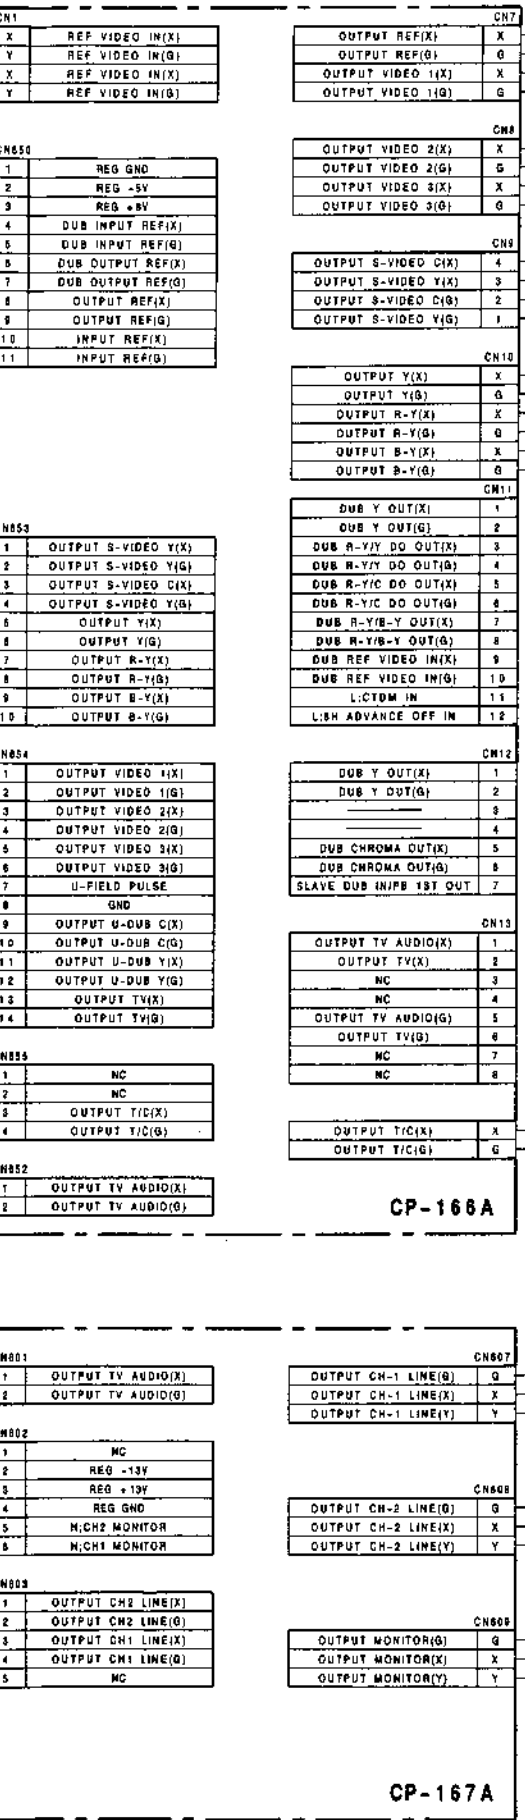 CN1
X REF VIDEO IN(X)
Y REF VIDEO IN(G)
X REF VIDEO IN(X)
Y REF VIDEO IN(G)
CN650
1 REG GND
2 REG -5V
3 REG +8V
4 DUB INPUT REF(X)
5 DUB INPUT REF(G)
6 DUB OUTPUT REF(X)
7 DUB OUTPUT REF(G)
8 OUTPUT REF(X)
9 OUTPUT REF(G)
10 INPUT REF(X)
11 INPUT REF(G)
N653
1 OUTPUT S-VIDEO Y(X)
2 OUTPUT S-VIDEO Y(G)
3 OUTPUT S-VIDEO C(X)
4 OUTPUT S-VIDEO Y(G)
5 OUTPUT Y(X)
6 OUTPUT Y(G)
7 OUTPUT R-Y(X)
8 OUTPUT R-Y(G)
9 OUTPUT B-Y(X)
10 OUTPUT B-Y(G)
N654
1 OUTPUT VIDEO 1(X)
2 OUTPUT VIDEO 1(G)
3 OUTPUT VIDEO 2(X)
4 OUTPUT VIDEO 2(G)
5 OUTPUT VIDEO 3(X)
6 OUTPUT VIDEO 3(G)
7 U-FIELD PULSE
8 GND
9 OUTPUT U-DUB C(X)
10 OUTPUT U-DUB C(G)
11 OUTPUT U-DUB Y(X)
12 OUTPUT U-DUB Y(G)
13 OUTPUT TV(X)
14 OUTPUT TV(G)
N655
1 NC
2 NC
3 OUTPUT T/C(X)
4 OUTPUT T/C(G)
N652
1 OUTPUT TV AUDIO(X)
2 OUTPUT TV AUDIO(G)
CN7
OUTPUT REF(X) X
OUTPUT REF(G) G
OUTPUT VIDEO 1(X) X
OUTPUT VIDEO 1(G) G
CN8
OUTPUT VIDEO 2(X) X
OUTPUT VIDEO 2(G) G
OUTPUT VIDEO 3(X) X
OUTPUT VIDEO 3(G) G
CN9
OUTPUT S-VIDEO C(X) 4
OUTPUT S-VIDEO Y(X) 3
OUTPUT S-VIDEO C(G) 2
OUTPUT S-VIDEO Y(G) 1
CN10
OUTPUT Y(X) X
OUTPUT Y(G) G
OUTPUT R-Y(X) X
OUTPUT R-Y(G) G
OUTPUT B-Y(X) X
OUTPUT B-Y(G) G
CN11
DUB Y OUT(X) 1
DUB Y OUT(G) 2
DUB R-Y/Y DO OUT(X) 3
DUB R-Y/Y DO OUT(G) 4
DUB R-Y/C DO OUT(X) 5
DUB R-Y/C DO OUT(G) 6
DUB R-Y/B-Y OUT(X) 7
DUB R-Y/B-Y OUT(G) 8
DUB REF VIDEO IN(X) 9
DUB REF VIDEO IN(G) 10
L:CTDM IN 11
L:SH ADVANCE OFF IN 12
CN12
DUB Y OUT(X) 1
DUB Y OUT(G) 2
3
4
DUB CHROMA OUT(X) 5
DUB CHROMA OUT(G) 6
SLAVE DUB IN/PB 1ST OUT 7
CN13
OUTPUT TV AUDIO(X) 1
OUTPUT TV(X) 2
NC 3
NC 4
OUTPUT TV AUDIO(G) 5
OUTPUT TV(G) 6
NC 7
NC 8
OUTPUT T/C(X) X
OUTPUT T/C(G) G
CP-166A
N601
1 OUTPUT TV AUDIO(X)
2 OUTPUT TV AUDIO(G)
N602
1 NC
2 REG -13V
3 REG +13V
4 REG GND
5 H;CH2 MONITOR
6 H;CH1 MONITOR
N603
1 OUTPUT CH2 LINE(X)
2 OUTPUT CH2 LINE(G)
3 OUTPUT CH1 LINE(X)
4 OUTPUT CH1 LINE(G)
5 NC
CN607
OUTPUT CH-1 LINE(G) G
OUTPUT CH-1 LINE(X) X
OUTPUT CH-1 LINE(Y) Y
CN608
OUTPUT CH-2 LINE(G) G
OUTPUT CH-2 LINE(X) X
OUTPUT CH-2 LINE(Y) Y
CN609
OUTPUT MONITOR(G) G
OUTPUT MONITOR(X) X
OUTPUT MONITOR(Y) Y
CP-167A